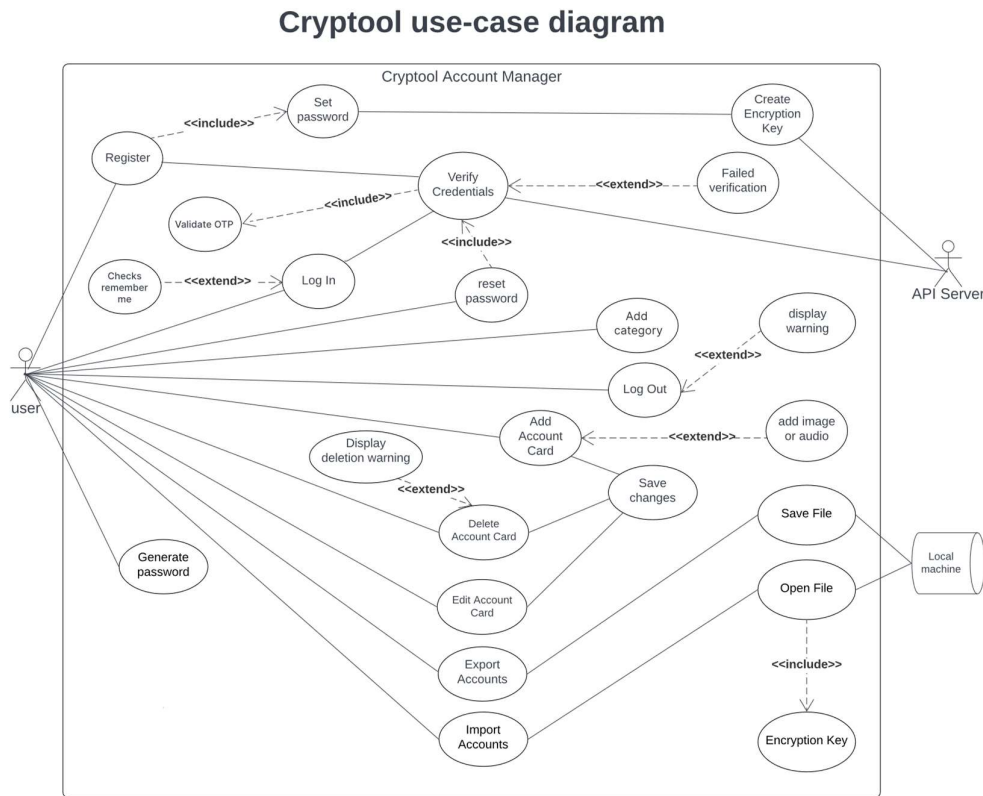 Cryptool use-case diagram
Cryptool Account Manager
Set
password
Create
Encryption
Key
<<include>>
Register
Verify
Credentials
<<extend>>
Failed
verification
<<include>>
Validate OTP
<<include>>
Checks
remember
me
<<extend>>
Log In
reset
password
API Server
Add
category
display
warning
<<extend>>
user
Log Out
Add
Account
Card
<<extend>>
add image
or audio
Display
deletion warning
<<extend>>
Save
changes
Delete
Account Card
Save File
Generate
password
Local
machine
Edit Account
Card
Open File
Export
Accounts
<<include>>
Import
Accounts
Encryption Key